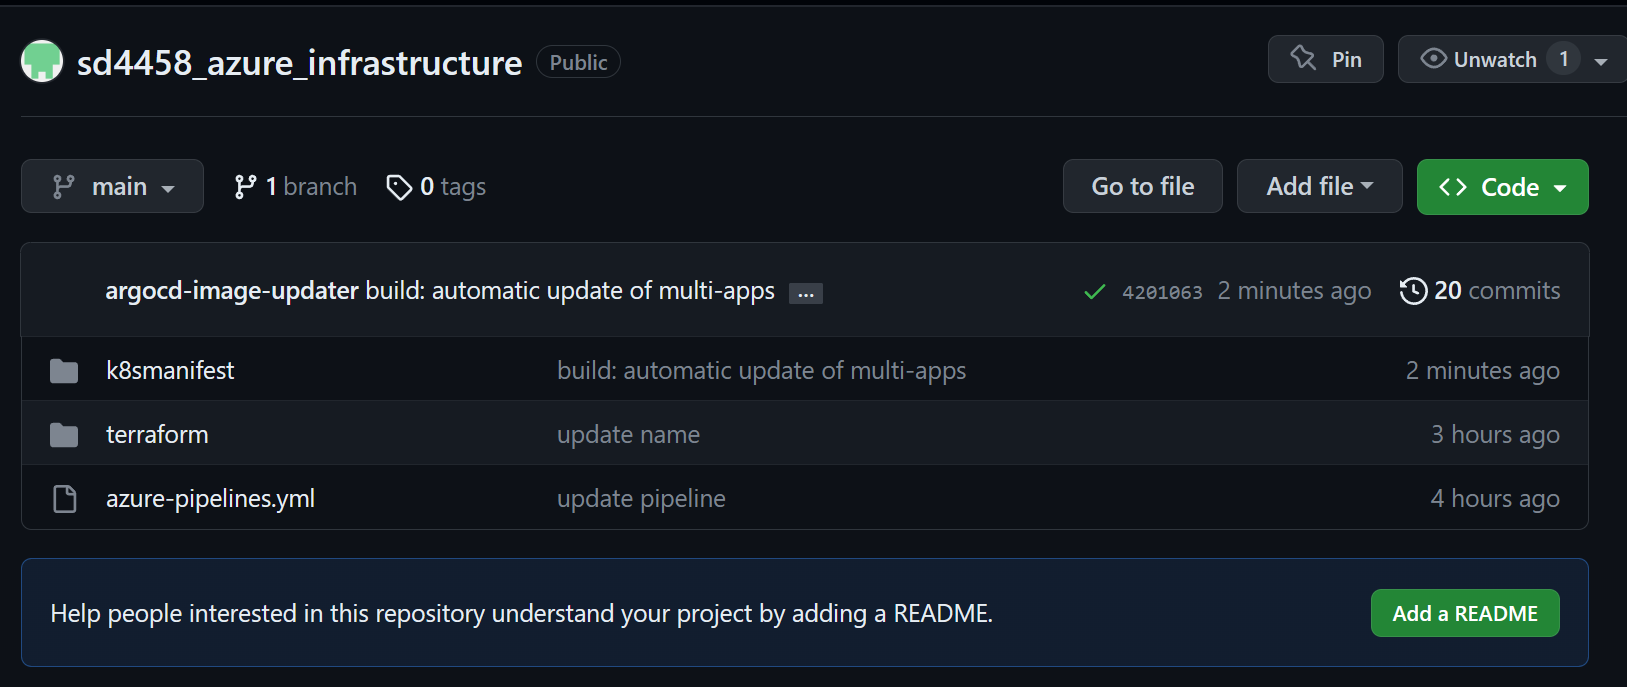 sd4458_azure_infrastructure Public Pin Unwatch 1
main 1 branch 0 tags Go to file Add file Code
argocd-image-updater build: automatic update of multi-apps ... 4201063 2 minutes ago 20 commits
k8smanifest build: automatic update of multi-apps 2 minutes ago
terraform update name 3 hours ago
azure-pipelines.yml update pipeline 4 hours ago
Help people interested in this repository understand your project by adding a README. Add a README